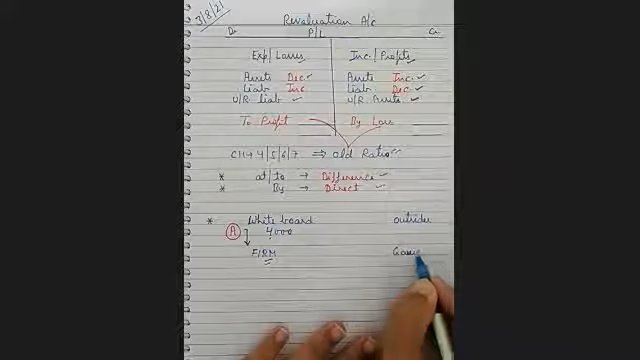 3/8/21
Revaluation A/c
Dr. P/L Cr.
Exp/Losses Inc./Profits
Assets Dec. Assets Inc.
Liab Inc Liab. Dec.
U/R. Liab U/R. Assets
To Profit By Loss
CH → 4|5|6|7 ⇒ Old Ratio
* at/to → Difference
* By → Direct
* White board outsider
A 4000
FIRM